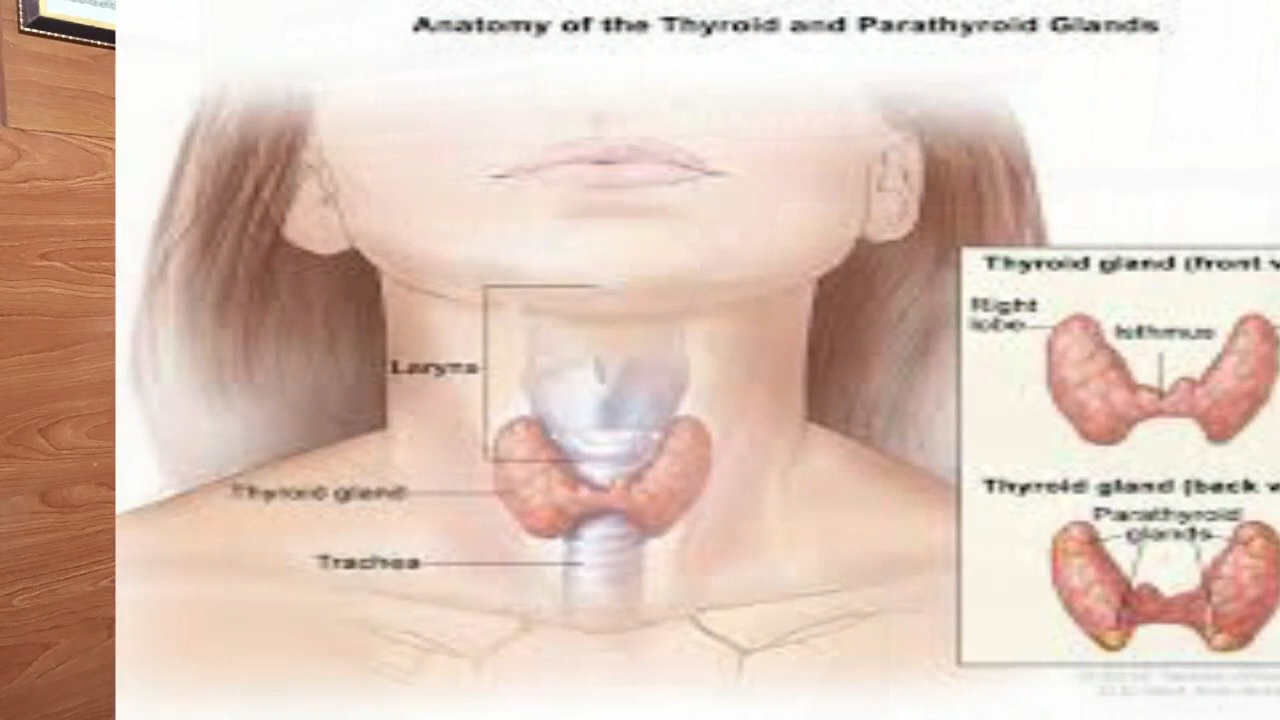 Anatomy of the Thyroid and Parathyroid Glands
Larynx
Thyroid gland
Trachea
Thyroid gland (front v
Right
lobe
Isthmus
Thyroid gland (back v
Parathyroid
glands